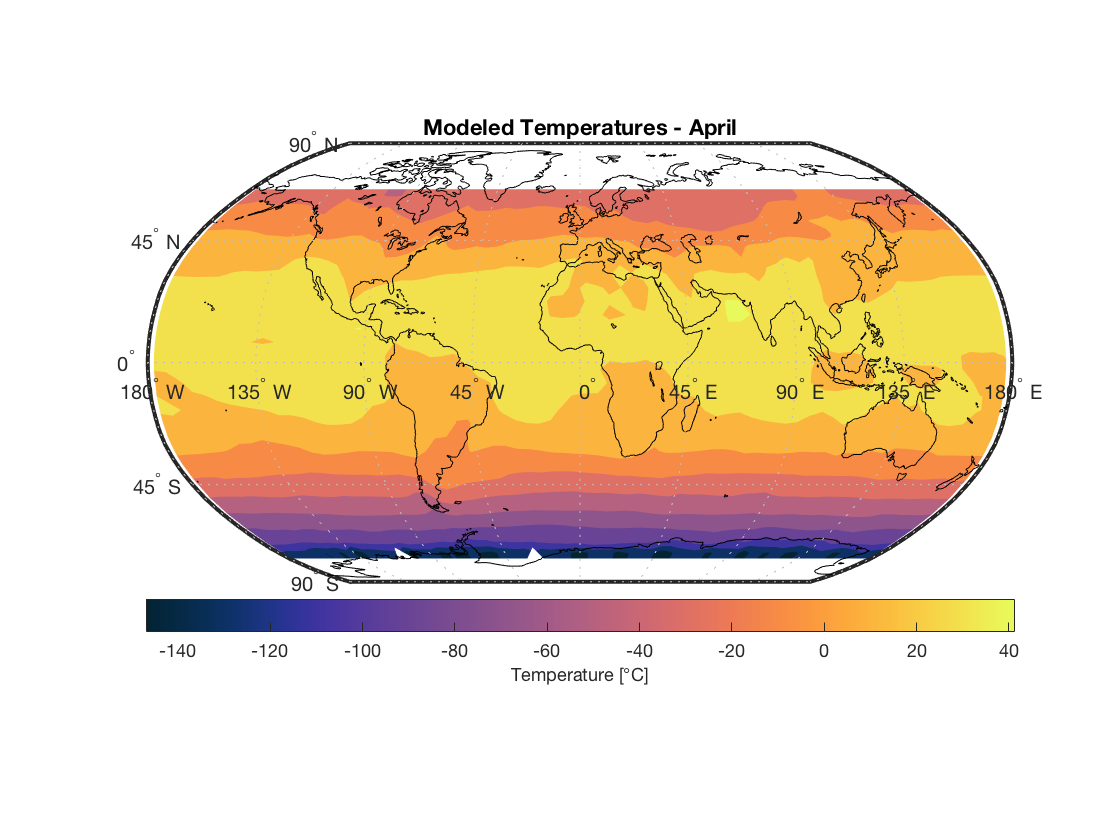 Modeled Temperatures - April
90° N
45° N
0°
180° W 135° W 90° W 45° W 0° 45° E 90° E 135° E 180° E
45° S
90° S
-140 -120 -100 -80 -60 -40 -20 0 20 40
Temperature [°C]